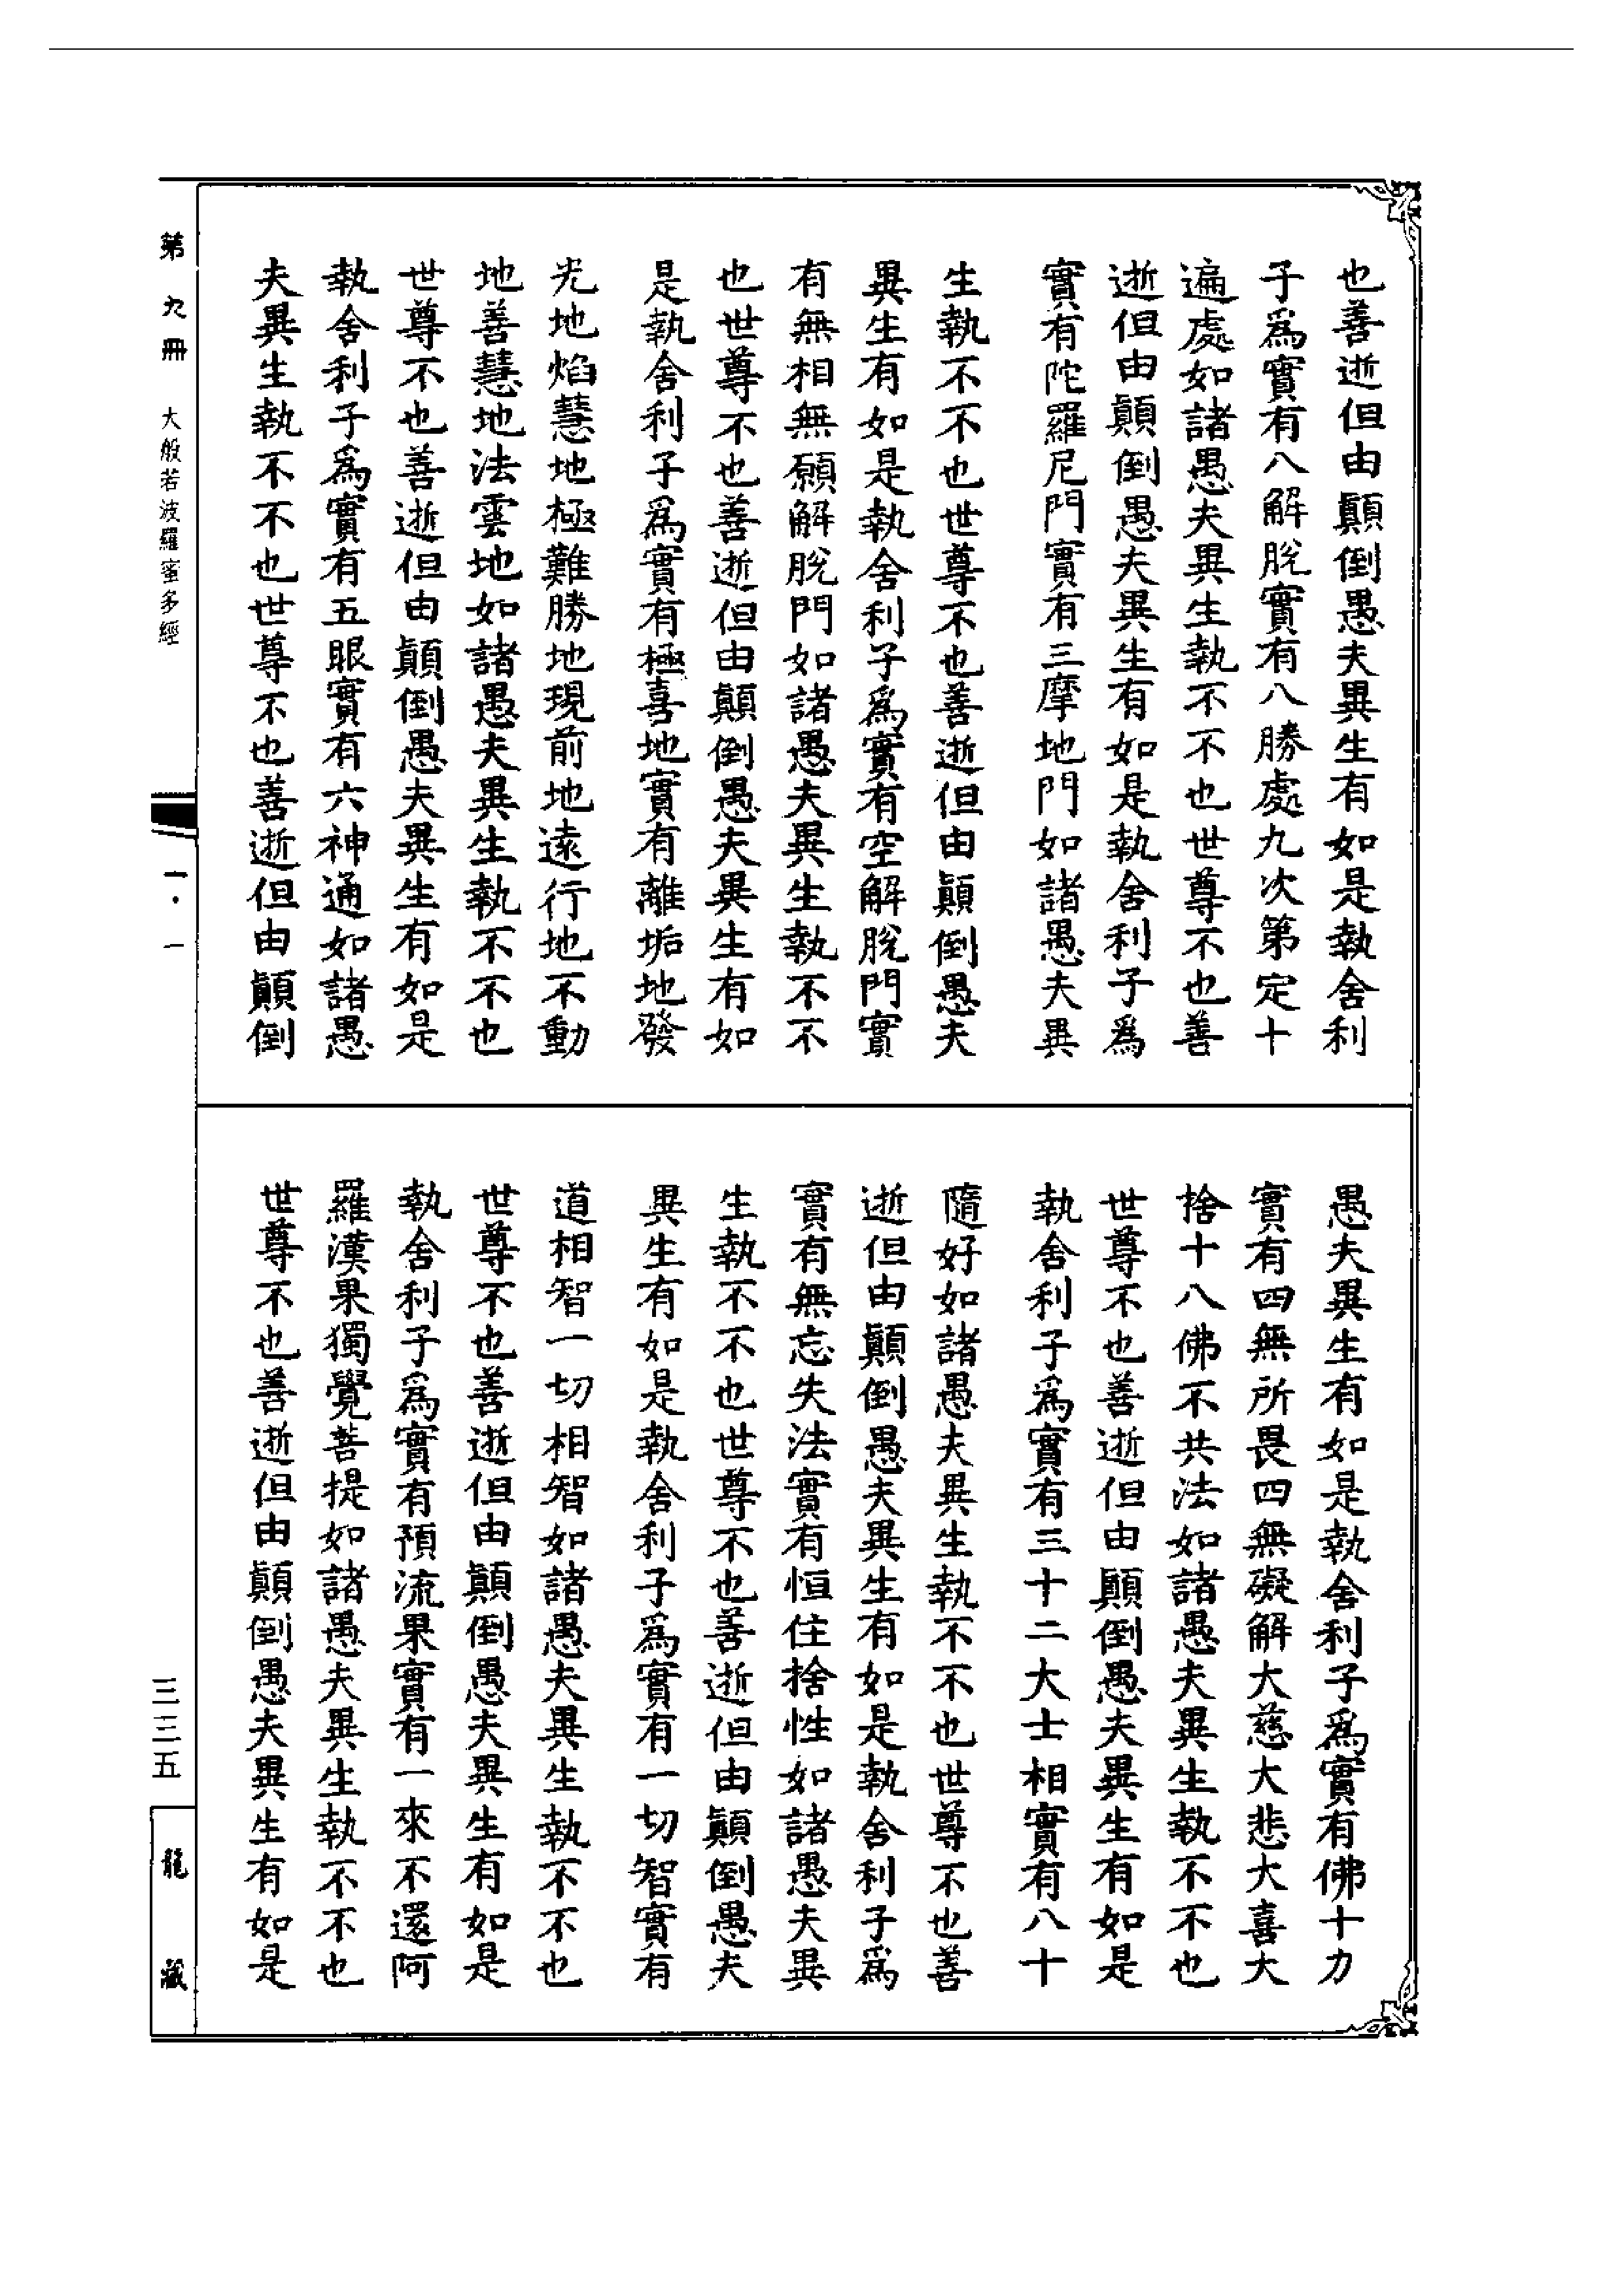 也善逝但由顛倒愚夫異生有如是執舍利
子爲實有八解脫實有八勝處九次第定十
遍處如諸愚夫異生執不不也世尊不也善
逝但由顛倒愚夫異生有如是執舍利子爲
實有陀羅尼門實有三摩地門如諸愚夫異
生執不不也世尊不也善逝但由顛倒愚夫
異生有如是執舍利子爲實有空解脫門實
有無相無願解脫門如諸愚夫異生執不不
也世尊不也善逝但由顛倒愚夫異生有如
是執舍利子爲實有極喜地實有離垢地發
光地焰慧地極難勝地現前地遠行地不動
地善慧地法雲地如諸愚夫異生執不不也
世尊不也善逝但由顛倒愚夫異生有如是
執舍利子爲實有五眼實有六神通如諸愚
夫異生執不不也世尊不也善逝但由顛倒
愚夫異生有如是執舍利子爲實有佛十力
實有四無所畏四無礙解大慈大悲大喜大
捨十八佛不共法如諸愚夫異生執不不也
世尊不也善逝但由顛倒愚夫異生有如是
執舍利子爲實有三十二大士相實有八十
隨好如諸愚夫異生執不不也世尊不也善
逝但由顛倒愚夫異生有如是執舍利子爲
實有無忘失法實有恒住捨性如諸愚夫異
生執不不也世尊不也善逝但由顛倒愚夫
異生有如是執舍利子爲實有一切智實有
道相智一切相智如諸愚夫異生執不不也
世尊不也善逝但由顛倒愚夫異生有如是
執舍利子爲實有預流果實有一來不還阿
羅漢果獨覺菩提如諸愚夫異生執不不也
世尊不也善逝但由顛倒愚夫異生有如是
第九冊 大般若波羅蜜多經
一·一
三三五
龍藏